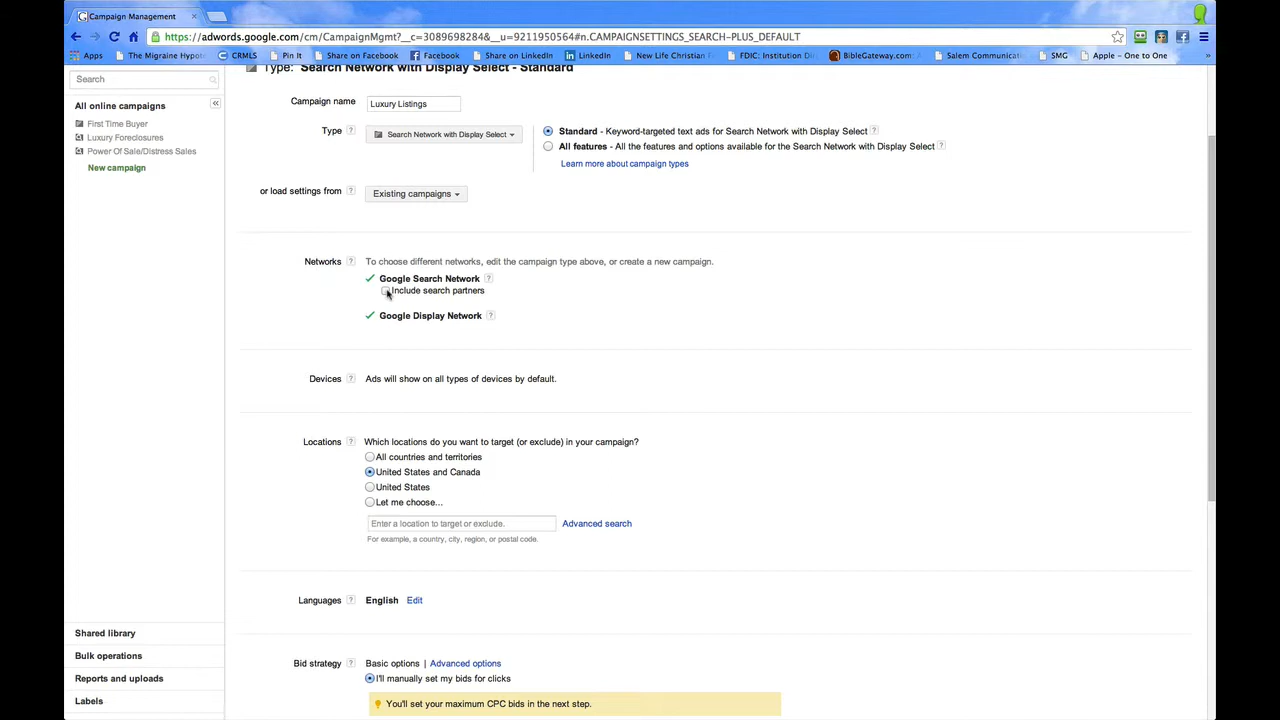 Campaign Management
https://adwords.google.com/cm/CampaignMgmt?__c=3089698284&__u=9211950564#n.CAMPAIGNSETTINGS_SEARCH-PLUS_DEFAULT
Apps The Migraine Hypot CRMLS Pin It Share on Facebook Facebook Share on LinkedIn LinkedIn New Life Christian FDIC: Institution Di BibleGateway.com: Salem Communicati SMG Apple – One to One »
Search
All online campaigns
First Time Buyer
Luxury Foreclosures
Power Of Sale/Distress Sales
New campaign
Shared library
Bulk operations
Reports and uploads
Labels
Type: Search Network with Display Select - Standard
Campaign name Luxury Listings
Type ? Search Network with Display Select
Standard - Keyword-targeted text ads for Search Network with Display Select ?
All features - All the features and options available for the Search Network with Display Select ?
Learn more about campaign types
or load settings from ? Existing campaigns
Networks ? To choose different networks, edit the campaign type above, or create a new campaign.
Google Search Network ?
Include search partners
Google Display Network ?
Devices ? Ads will show on all types of devices by default.
Locations ? Which locations do you want to target (or exclude) in your campaign?
All countries and territories
United States and Canada
United States
Let me choose...
Enter a location to target or exclude. Advanced search
For example, a country, city, region, or postal code.
Languages ? English Edit
Bid strategy ? Basic options | Advanced options
I'll manually set my bids for clicks
You'll set your maximum CPC bids in the next step.